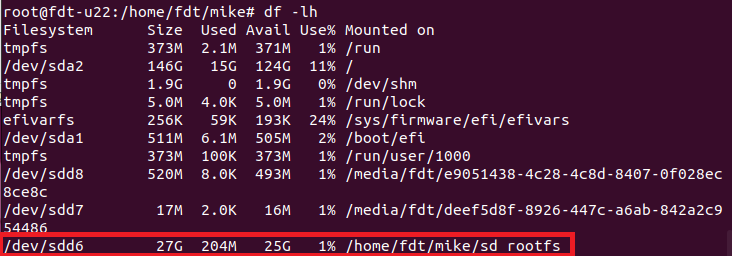 root@fdt-u22:/home/fdt/mike# df -lh
Filesystem      Size  Used Avail Use% Mounted on
tmpfs           373M  2.1M  371M   1% /run
/dev/sda2       146G   15G  124G  11% /
tmpfs           1.9G     0  1.9G   0% /dev/shm
tmpfs           5.0M  4.0K  5.0M   1% /run/lock
efivarfs        256K   59K  193K  24% /sys/firmware/efi/efivars
/dev/sda1       511M  6.1M  505M   2% /boot/efi
tmpfs           373M  100K  373M   1% /run/user/1000
/dev/sdd8       520M  8.0K  493M   1% /media/fdt/e9051438-4c28-4c8d-8407-0f028ec
8ce8c
/dev/sdd7        17M  2.0K   16M   1% /media/fdt/deef5d8f-8926-447c-a6ab-842a2c9
54486
/dev/sdd6        27G  204M   25G   1% /home/fdt/mike/sd_rootfs